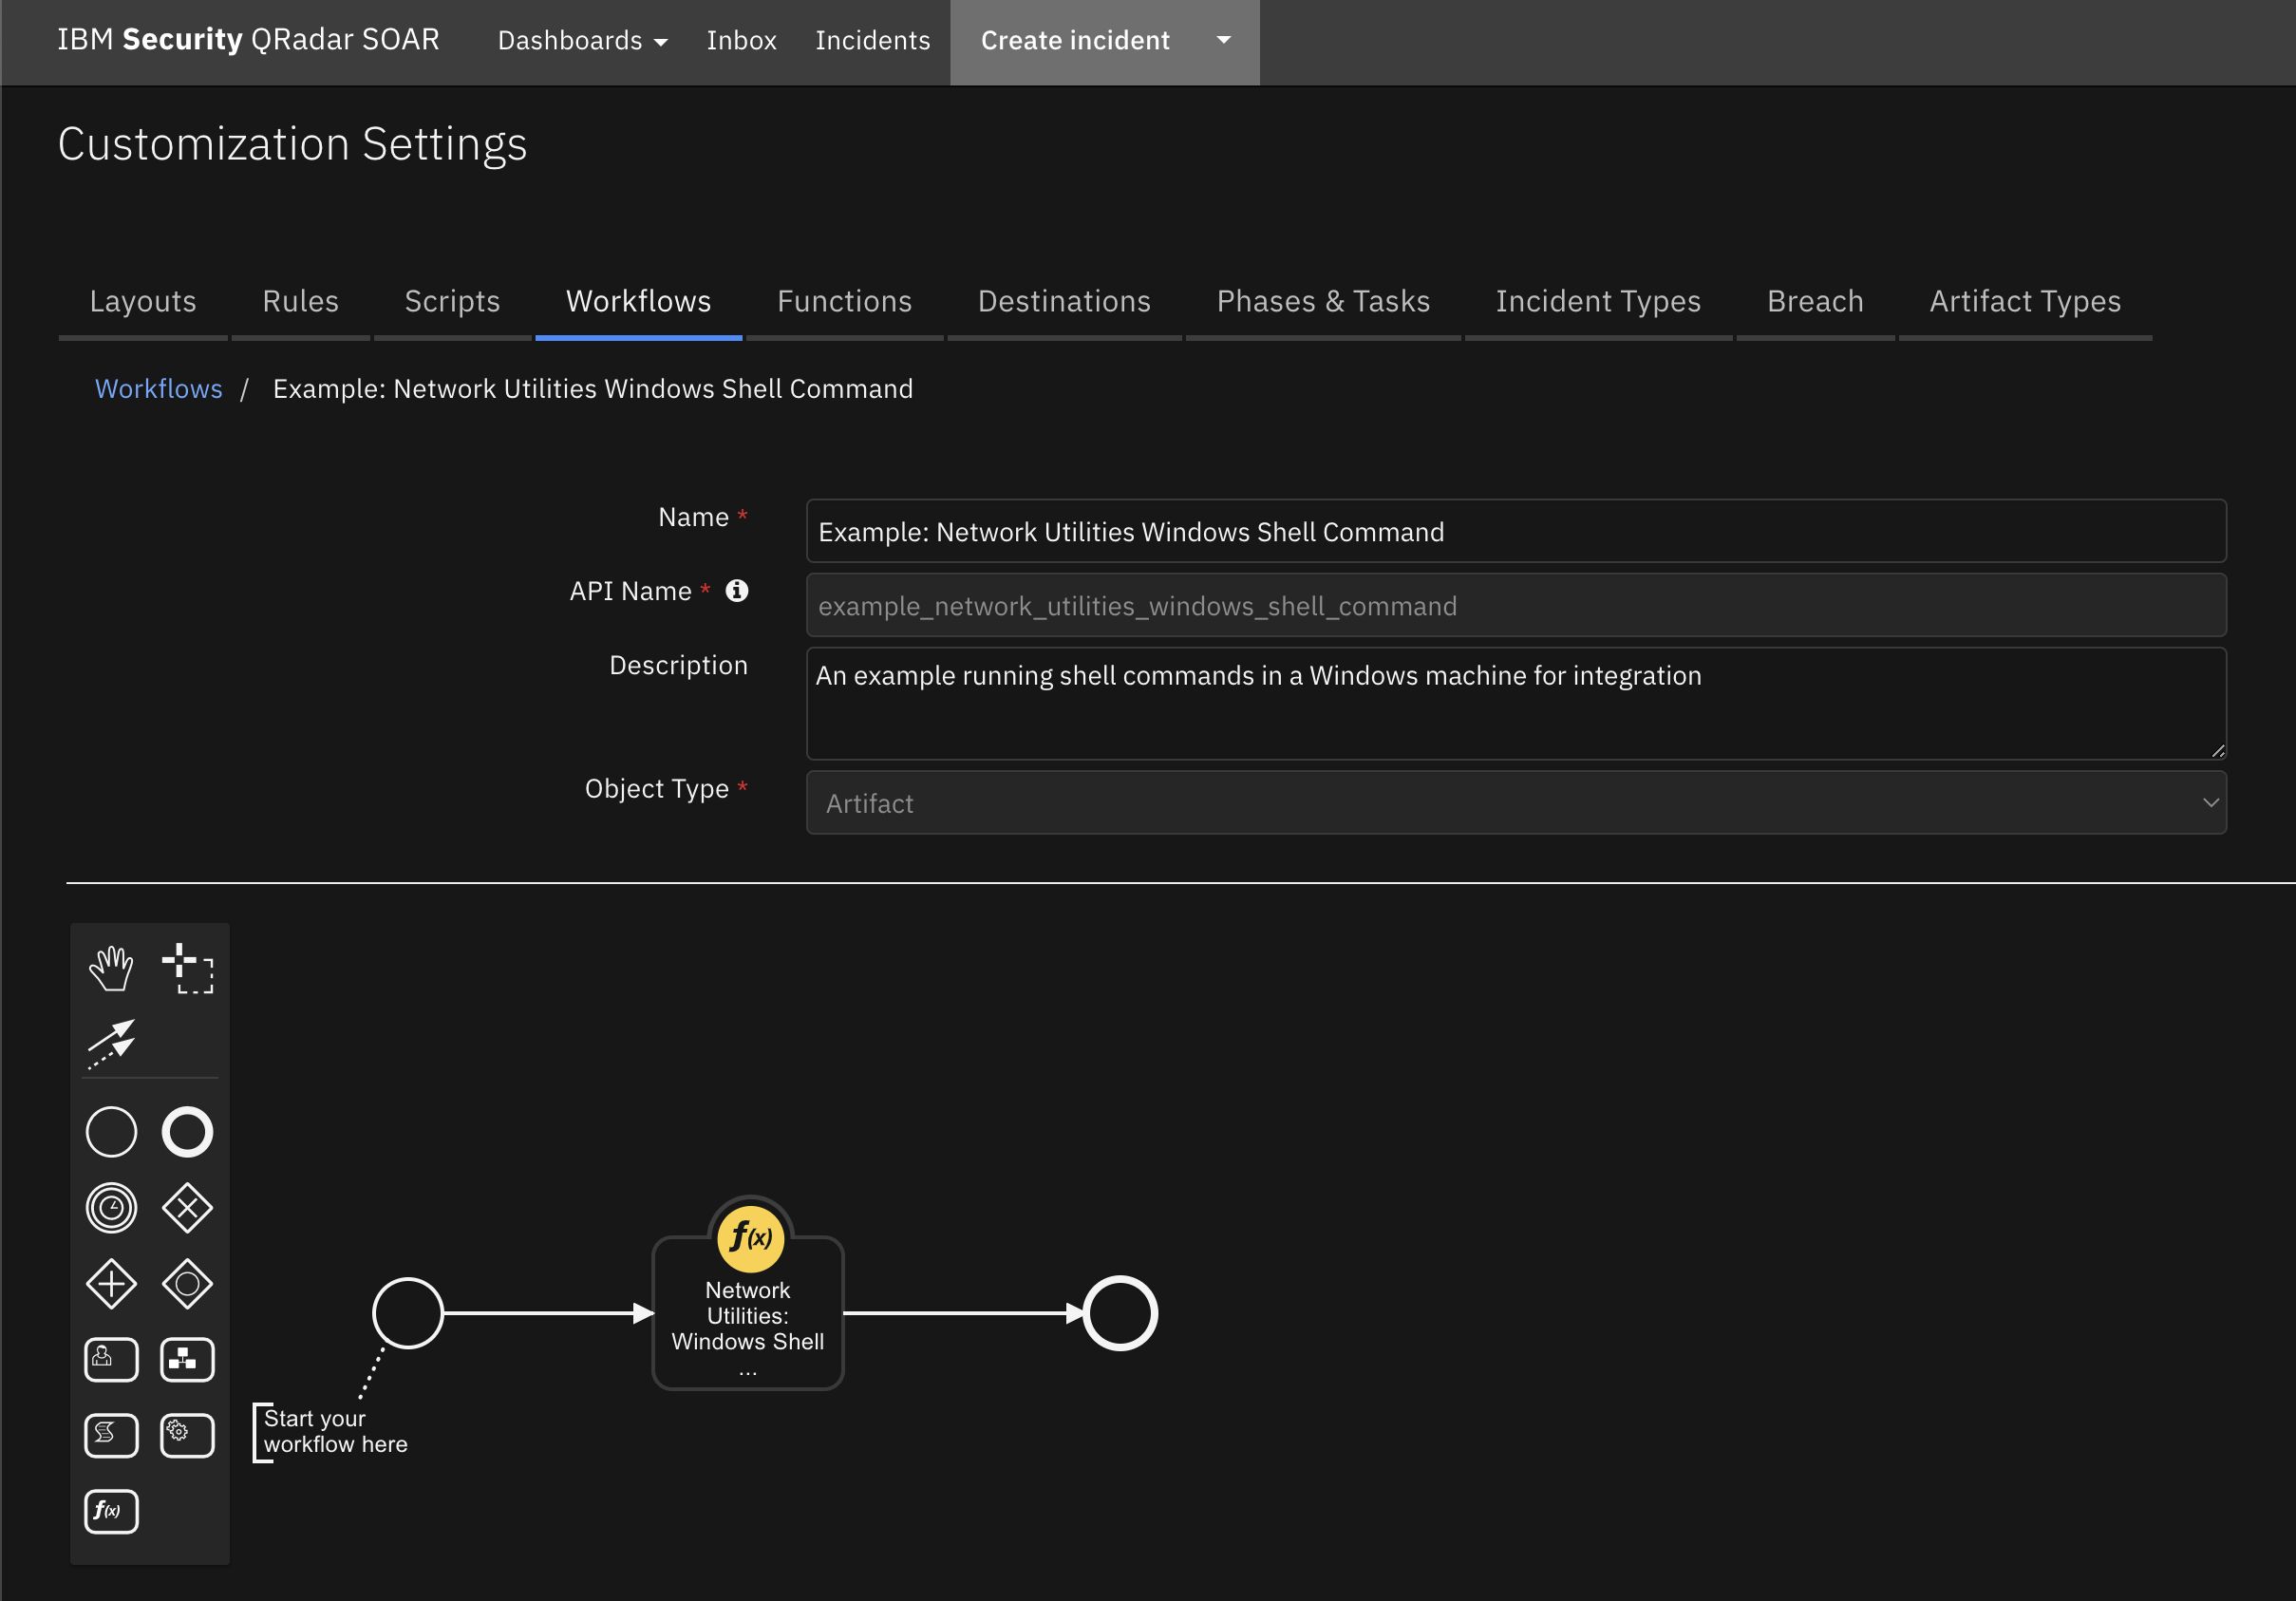 IBM Security QRadar SOAR Dashboards Inbox Incidents Create incident
Customization Settings
Layouts Rules Scripts Workflows Functions Destinations Phases & Tasks Incident Types Breach Artifact Types
Workflows / Example: Network Utilities Windows Shell Command
Name * Example: Network Utilities Windows Shell Command
API Name * example_network_utilities_windows_shell_command
Description An example running shell commands in a Windows machine for integration
Object Type * Artifact
f(x)
Network
Utilities:
Windows Shell
...
Start your
workflow here
f(x)